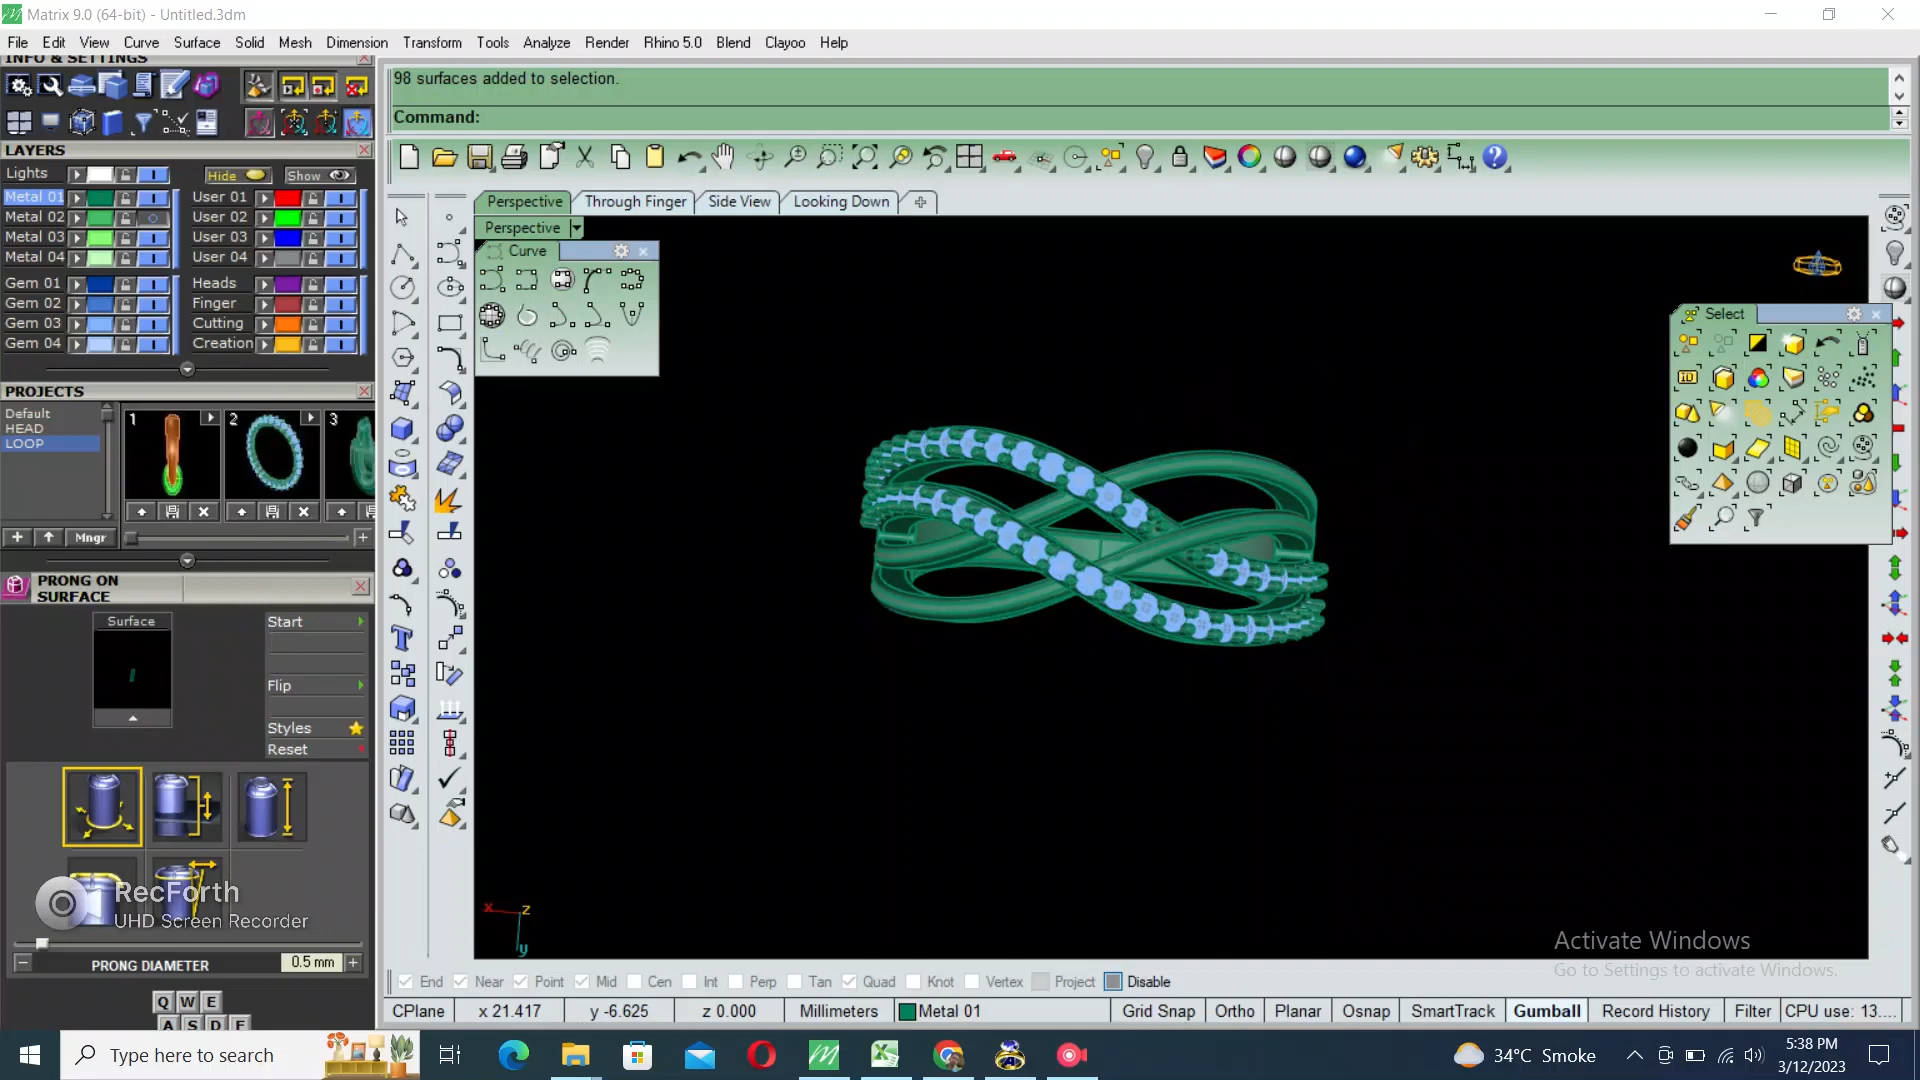 Matrix 9.0 (64-bit) - Untitled.3dm
File Edit View Curve Surface Solid Mesh Dimension Transform Tools Analyze Render Rhino 5.0 Blend Clayoo Help
INFO & SETTINGS
98 surfaces added to selection.
Command:
LAYERS
Lights Hide Show
Metal 01 User 01
Metal 02 User 02
Metal 03 User 03
Metal 04 User 04
Gem 01 Heads
Gem 02 Finger
Gem 03 Cutting
Gem 04 Creation
Perspective Through Finger Side View Looking Down
Perspective
Curve
Select
PROJECTS
Default
HEAD
LOOP
1 2 3
Mngr
PRONG ON
SURFACE
Surface
Start
Flip
Styles
Reset
RecForth
UHD Screen Recorder
PRONG DIAMETER 0.5 mm
Q W E
A S D F
x z
y
Activate Windows
Go to Settings to activate Windows.
End Near Point Mid Cen Int Perp Tan Quad Knot Vertex Project Disable
CPlane x 21.417 y -6.625 z 0.000 Millimeters Metal 01 Grid Snap Ortho Planar Osnap SmartTrack Gumball Record History Filter CPU use: 13....
Type here to search
34°C Smoke
5:38 PM
3/12/2023